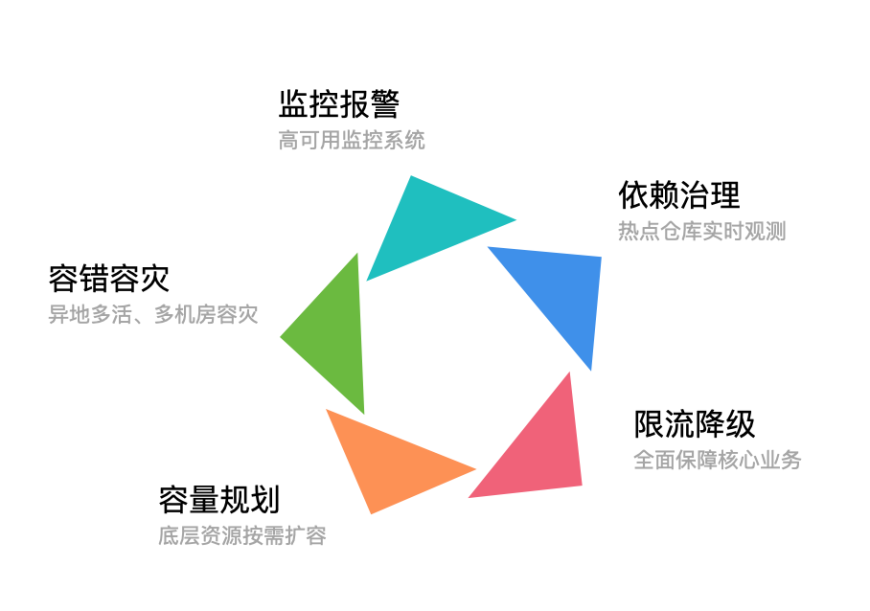 监控报警
高可用监控系统
依赖治理
热点仓库实时观测
容错容灾
异地多活、多机房容灾
限流降级
全面保障核心业务
容量规划
底层资源按需扩容